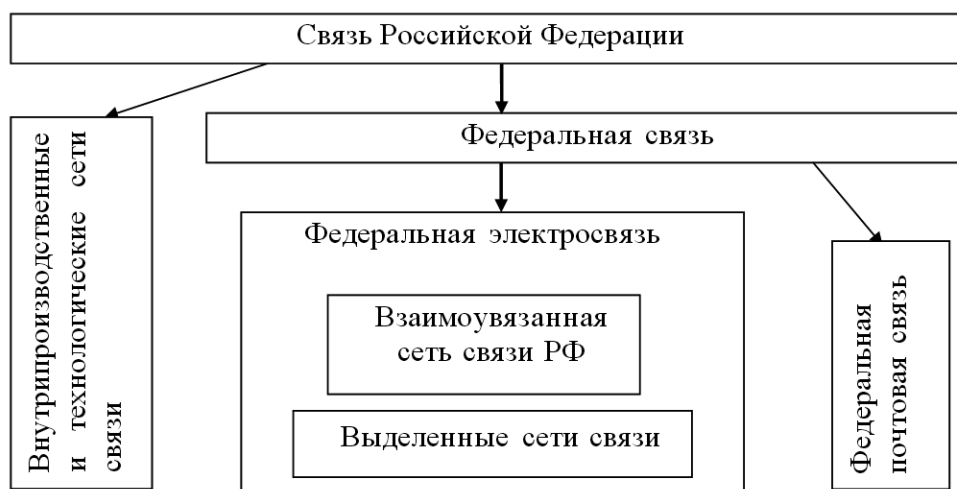 Связь Российской Федерации
Федеральная связь
Внутрипроизводственные
и технологические сети
связи
Федеральная электросвязь
Взаимоувязанная
сеть связи РФ
Выделенные сети связи
Федеральная
почтовая связь